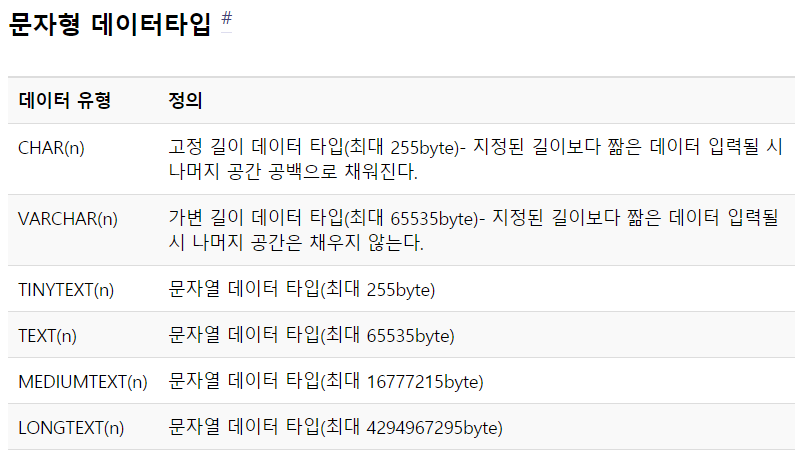 문자형 데이터타입 #
데이터 유형 정의
CHAR(n) 고정 길이 데이터 타입(최대 255byte)- 지정된 길이보다 짧은 데이터 입력될 시
나머지 공간 공백으로 채워진다.
VARCHAR(n) 가변 길이 데이터 타입(최대 65535byte)- 지정된 길이보다 짧은 데이터 입력될
시 나머지 공간은 채우지 않는다.
TINYTEXT(n) 문자열 데이터 타입(최대 255byte)
TEXT(n) 문자열 데이터 타입(최대 65535byte)
MEDIUMTEXT(n) 문자열 데이터 타입(최대 16777215byte)
LONGTEXT(n) 문자열 데이터 타입(최대 4294967295byte)